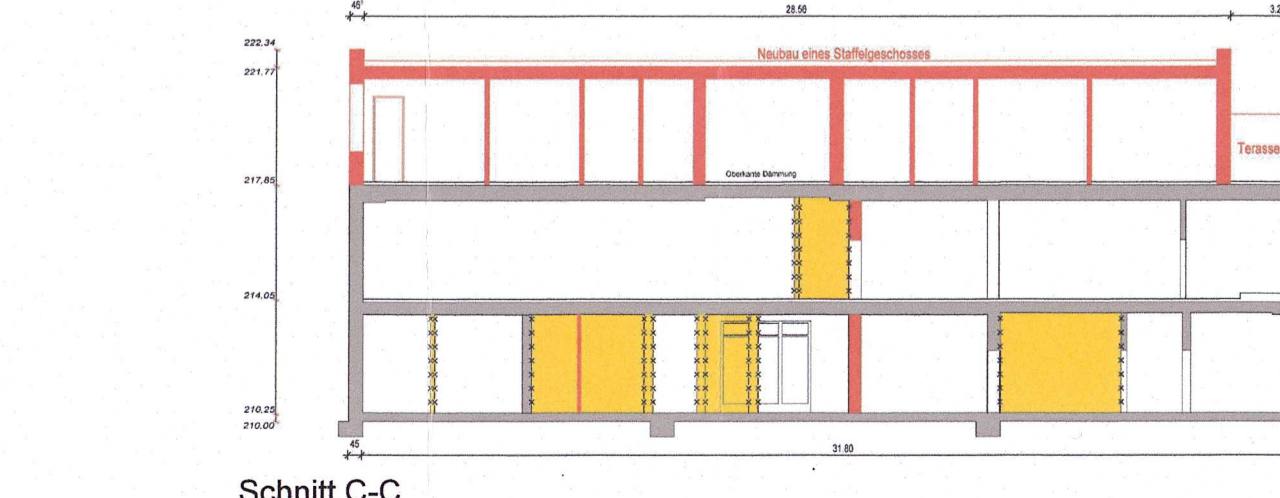 45⁵ 28.56
222.34
Neubau eines Staffelgeschosses
221.77
Terasse
Oberkante Dämmung
217.85
214.05
210.25
210.00
45 31.80
Schnitt C-C